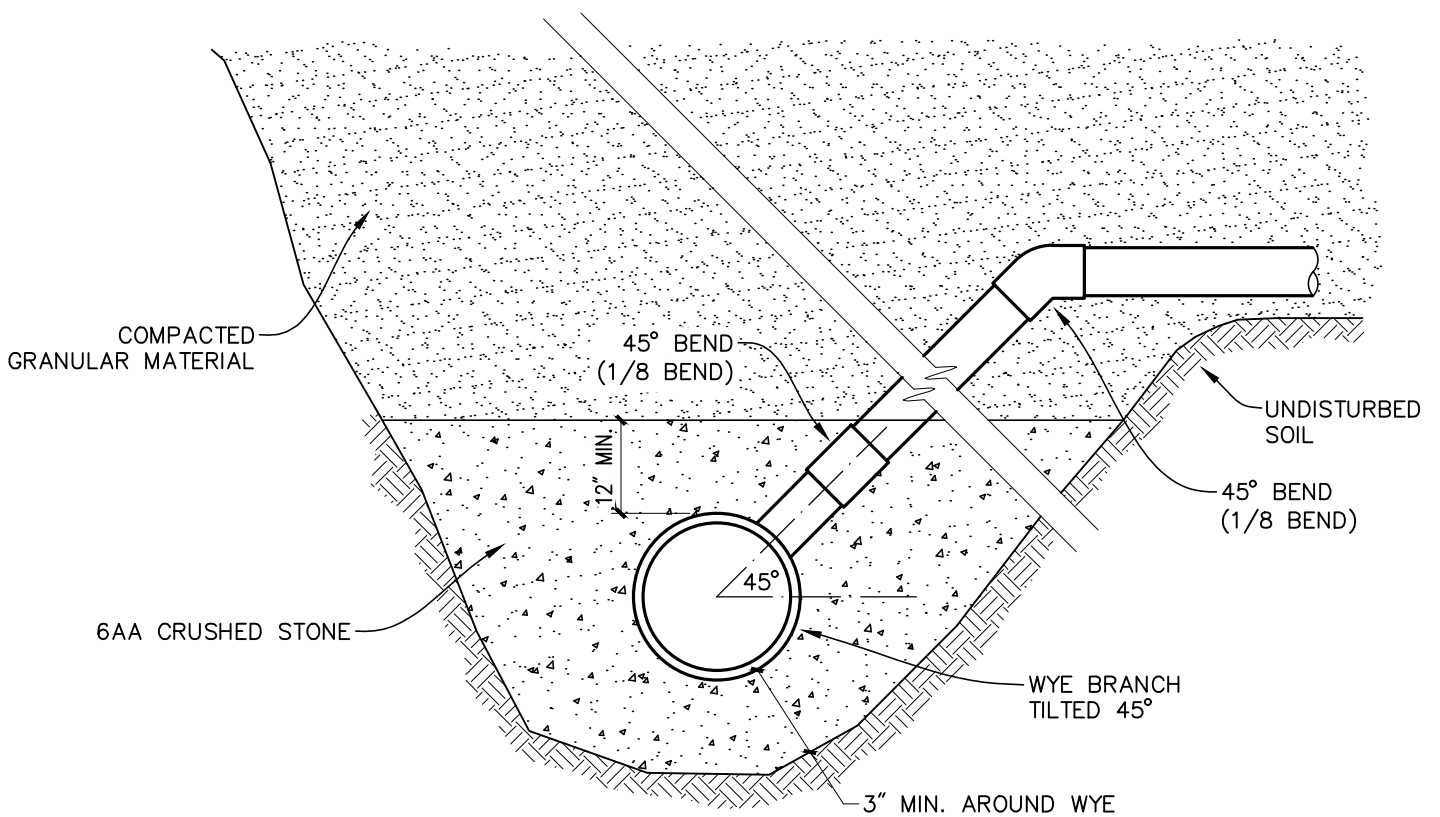 COMPACTED
GRANULAR MATERIAL
45° BEND
(1/8 BEND)
12" MIN.
UNDISTURBED
SOIL
45° BEND
(1/8 BEND)
45°
6AA CRUSHED STONE
WYE BRANCH
TILTED 45°
3" MIN. AROUND WYE